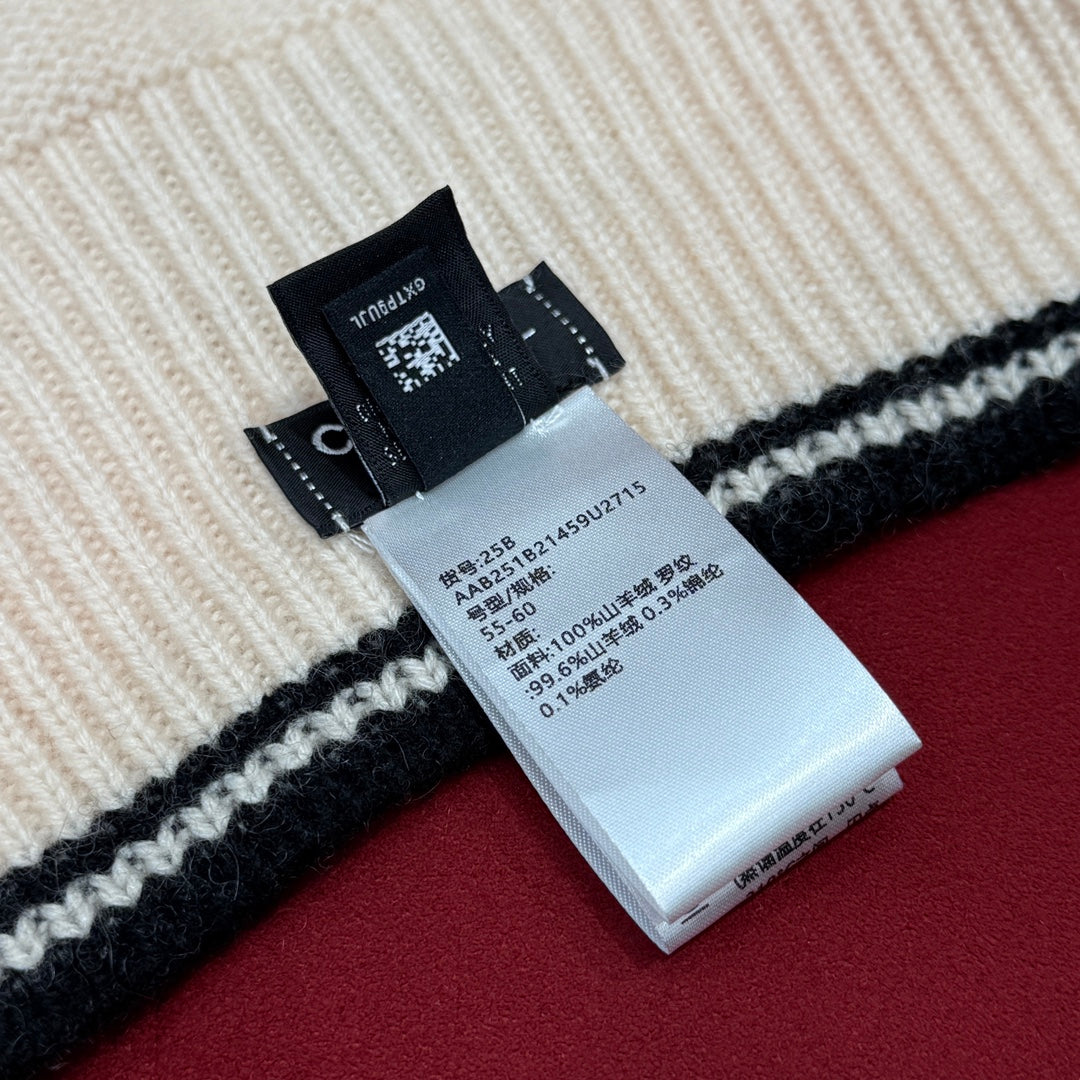 GXTP9UJL
C
货号:25B
AAB251B21459U2715
号型/规格:
55-60
材质:
面料:100%山羊绒 罗纹
:99.6%山羊绒 0.3%锦纶
0.1%氨纶